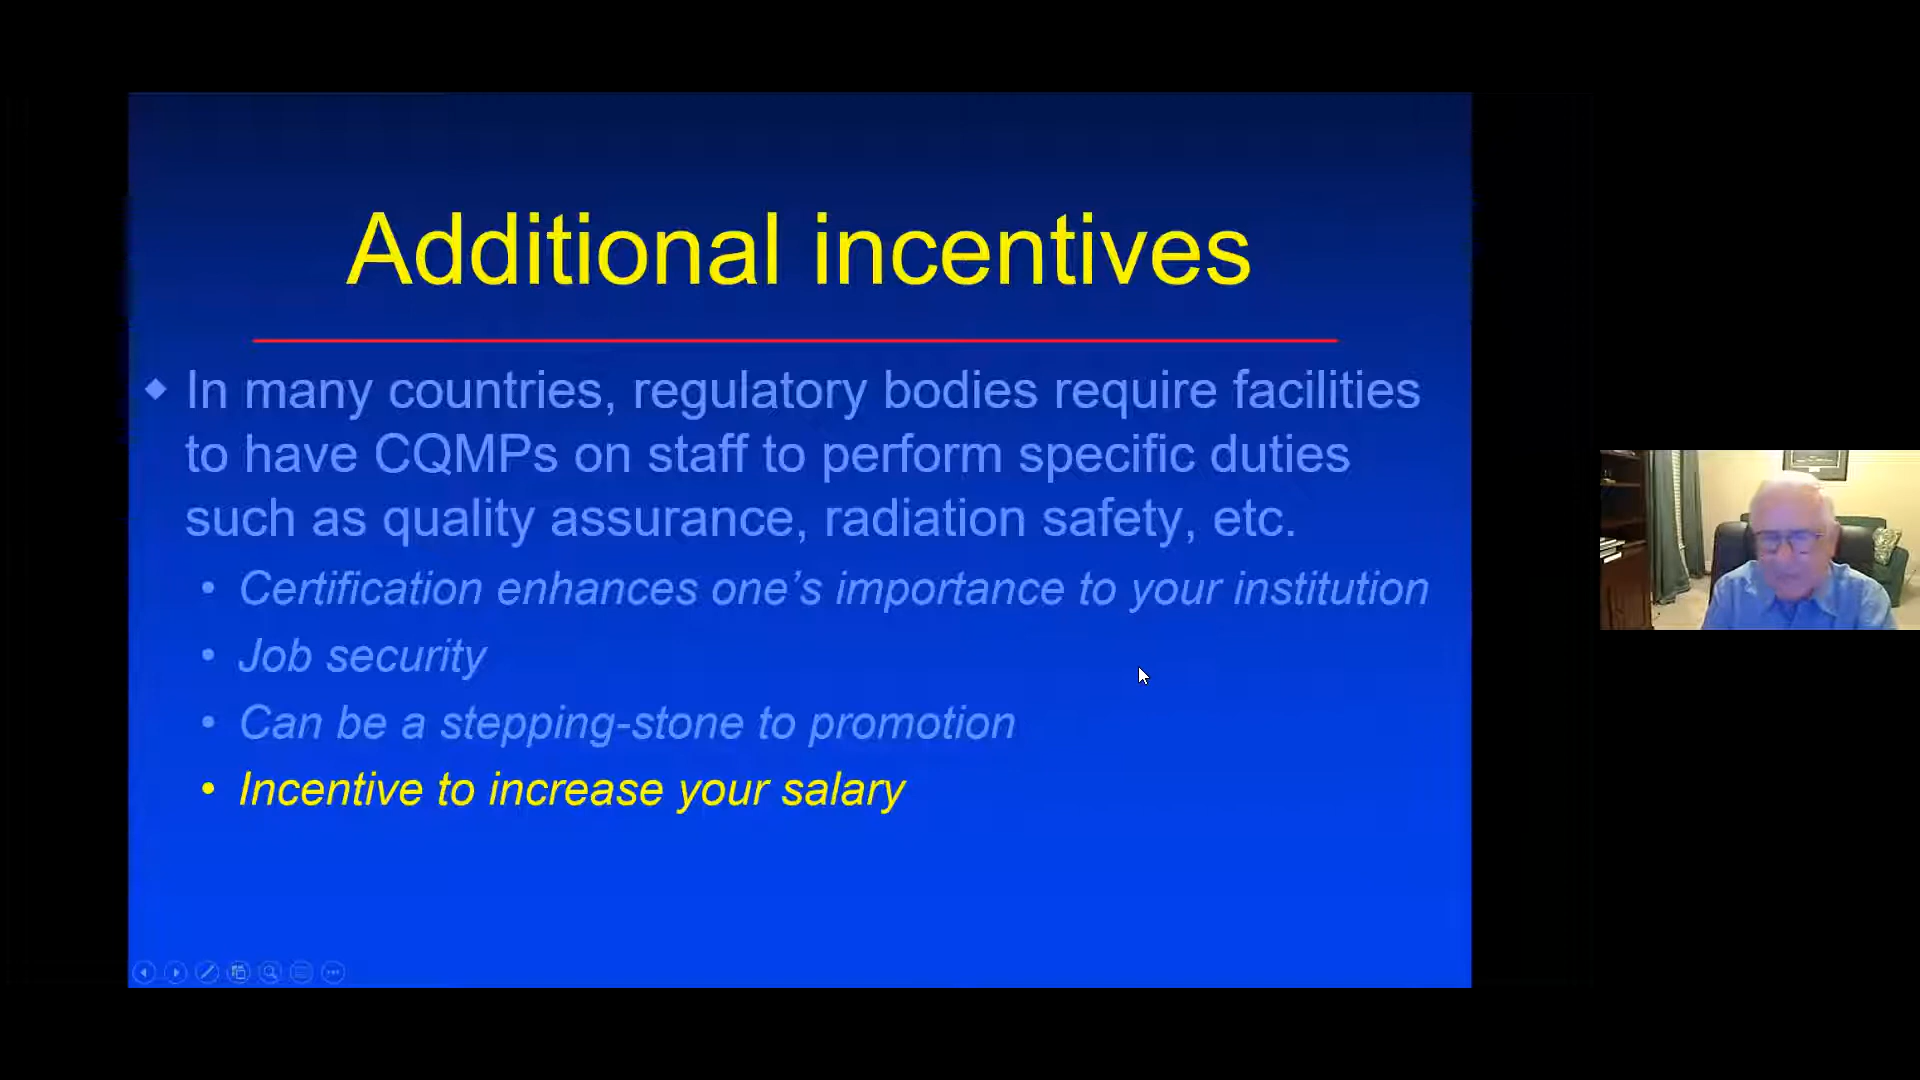 Additional incentives
◆ In many countries, regulatory bodies require facilities
to have CQMPs on staff to perform specific duties
such as quality assurance, radiation safety, etc.
• Certification enhances one’s importance to your institution
• Job security
• Can be a stepping-stone to promotion
• Incentive to increase your salary